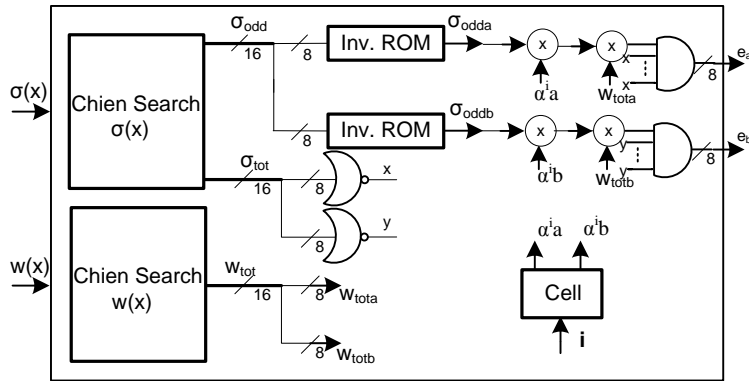 σ(x)
Chien Search
σ(x)
σodd
16
8
Inv. ROM
σodda
x
αⁱa
x
wtota
x
x
8
ea
8
Inv. ROM
σoddb
x
αⁱb
x
wtotb
y
y
8
eb
σtot
16
8
x
8
y
w(x)
Chien Search
w(x)
wtot
16
8
wtota
8
wtotb
αⁱa
αⁱb
Cell
i